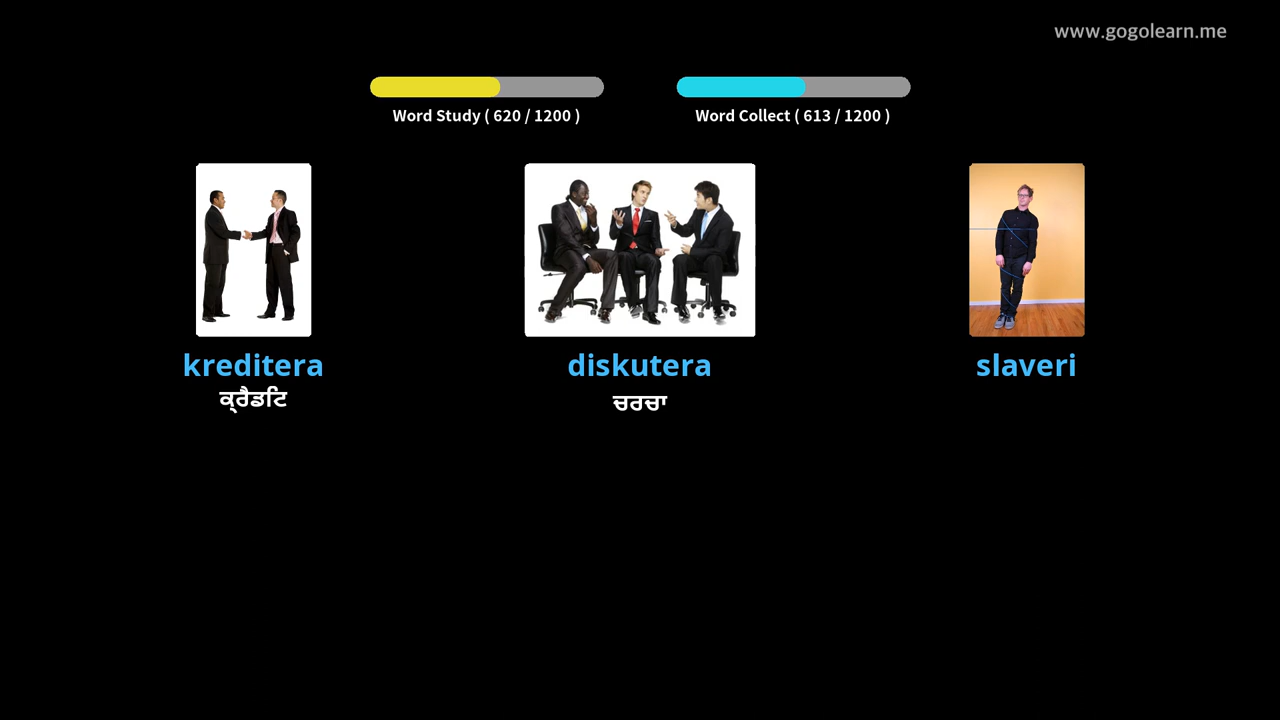 www.gogolearn.me
Word Study ( 620 / 1200 )
Word Collect ( 613 / 1200 )
kreditera
diskutera
slaveri
ਕ੍ਰੈਡਿਟ
ਚਰਚਾ